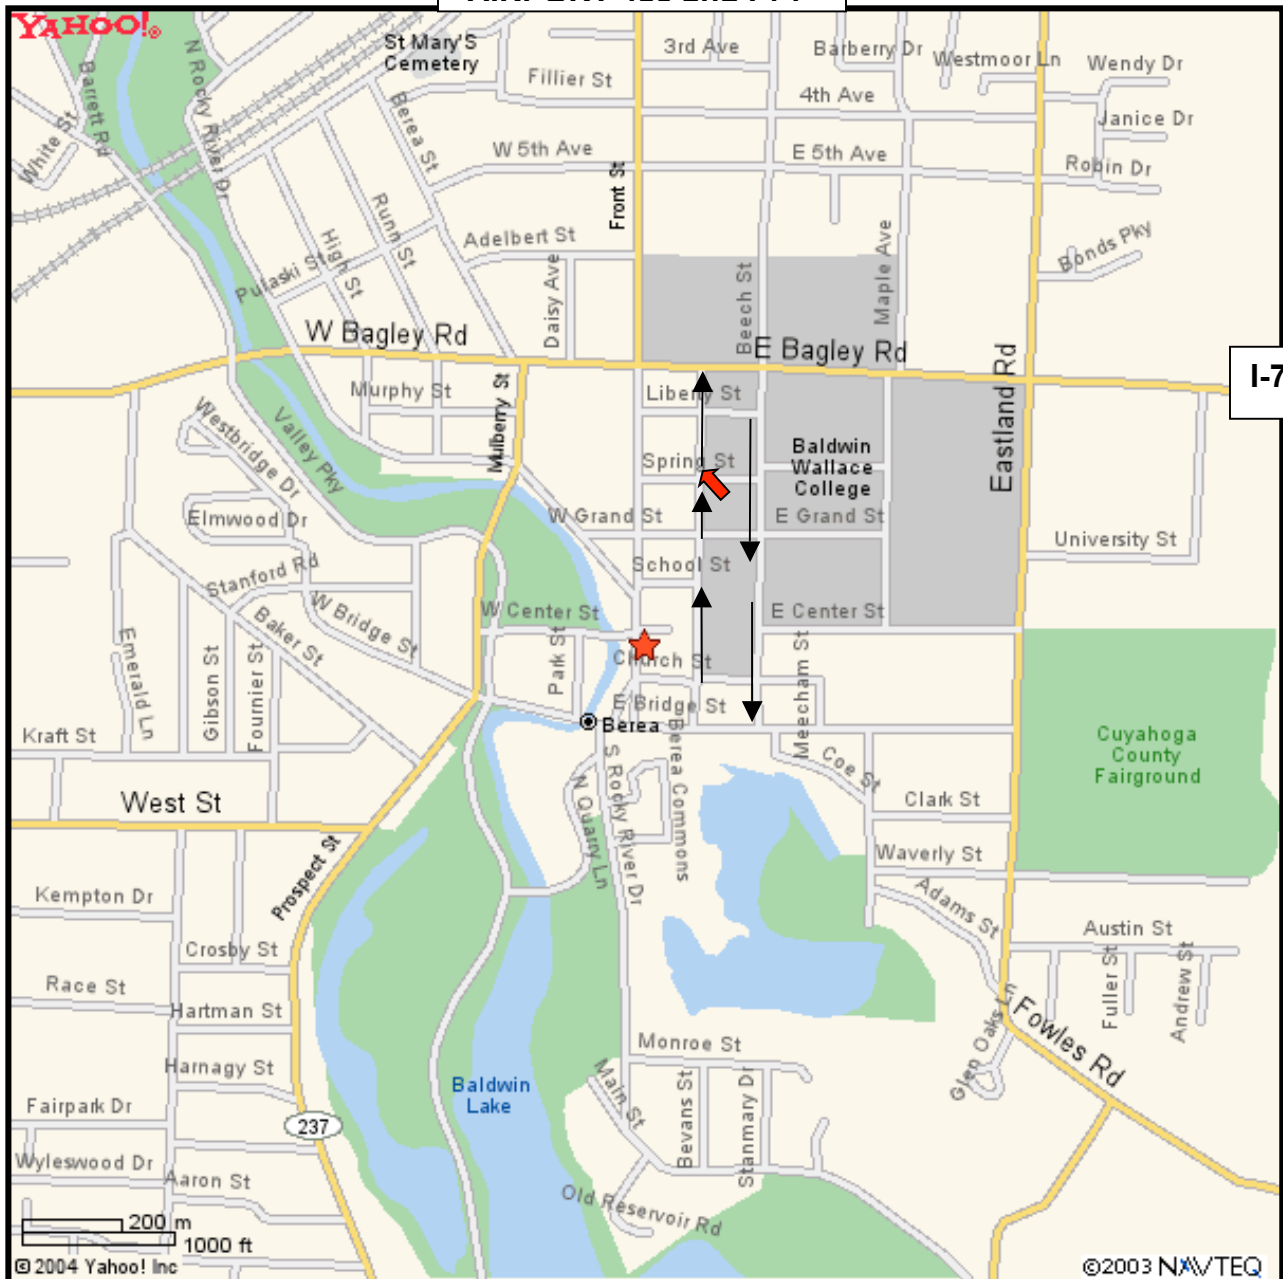 YAHOO!®
St Mary'S
Cemetery
3rd Ave
Barberry Dr
Westmoor Ln
Wendy Dr
Fillier St
4th Ave
Janice Dr
N Rocky River Dr
Barrett Rd
White St
Berea St
W 5th Ave
E 5th Ave
Robin Dr
Front St
Runn St
High St
Pulaski St
Adelbert St
Daisy Ave
Beech St
Maple Ave
Bonds Pky
W Bagley Rd
E Bagley Rd
Eastland Rd
I-7
Murphy St
Mulberry St
Liberty St
Westbridge Dr
Valley Pky
Spring St
Baldwin
Wallace
College
Elmwood Dr
W Grand St
E Grand St
University St
Stanford Rd
School St
W Bridge St
Baker St
W Center St
E Center St
Emerald Ln
Gibson St
Fournier St
Park St
Church St
Meecham St
E Bridge St
Berea
Kraft St
Berea Commons
S Rocky River Dr
N Quarry Ln
Coe St
Cuyahoga
County
Fairground
West St
Clark St
Prospect St
Waverly St
Kempton Dr
Adams St
Crosby St
Austin St
Race St
Hartman St
Glen Oaks Ln
Fowles Rd
Fuller St
Andrew St
Monroe St
Harnagy St
Baldwin
Lake
Main St
Bevans St
Stanmary Dr
Fairpark Dr
237
Wyleswood Dr
Aaron St
Old Reservoir Rd
200 m
1000 ft
© 2004 Yahoo! Inc
©2003 NAVTEQ